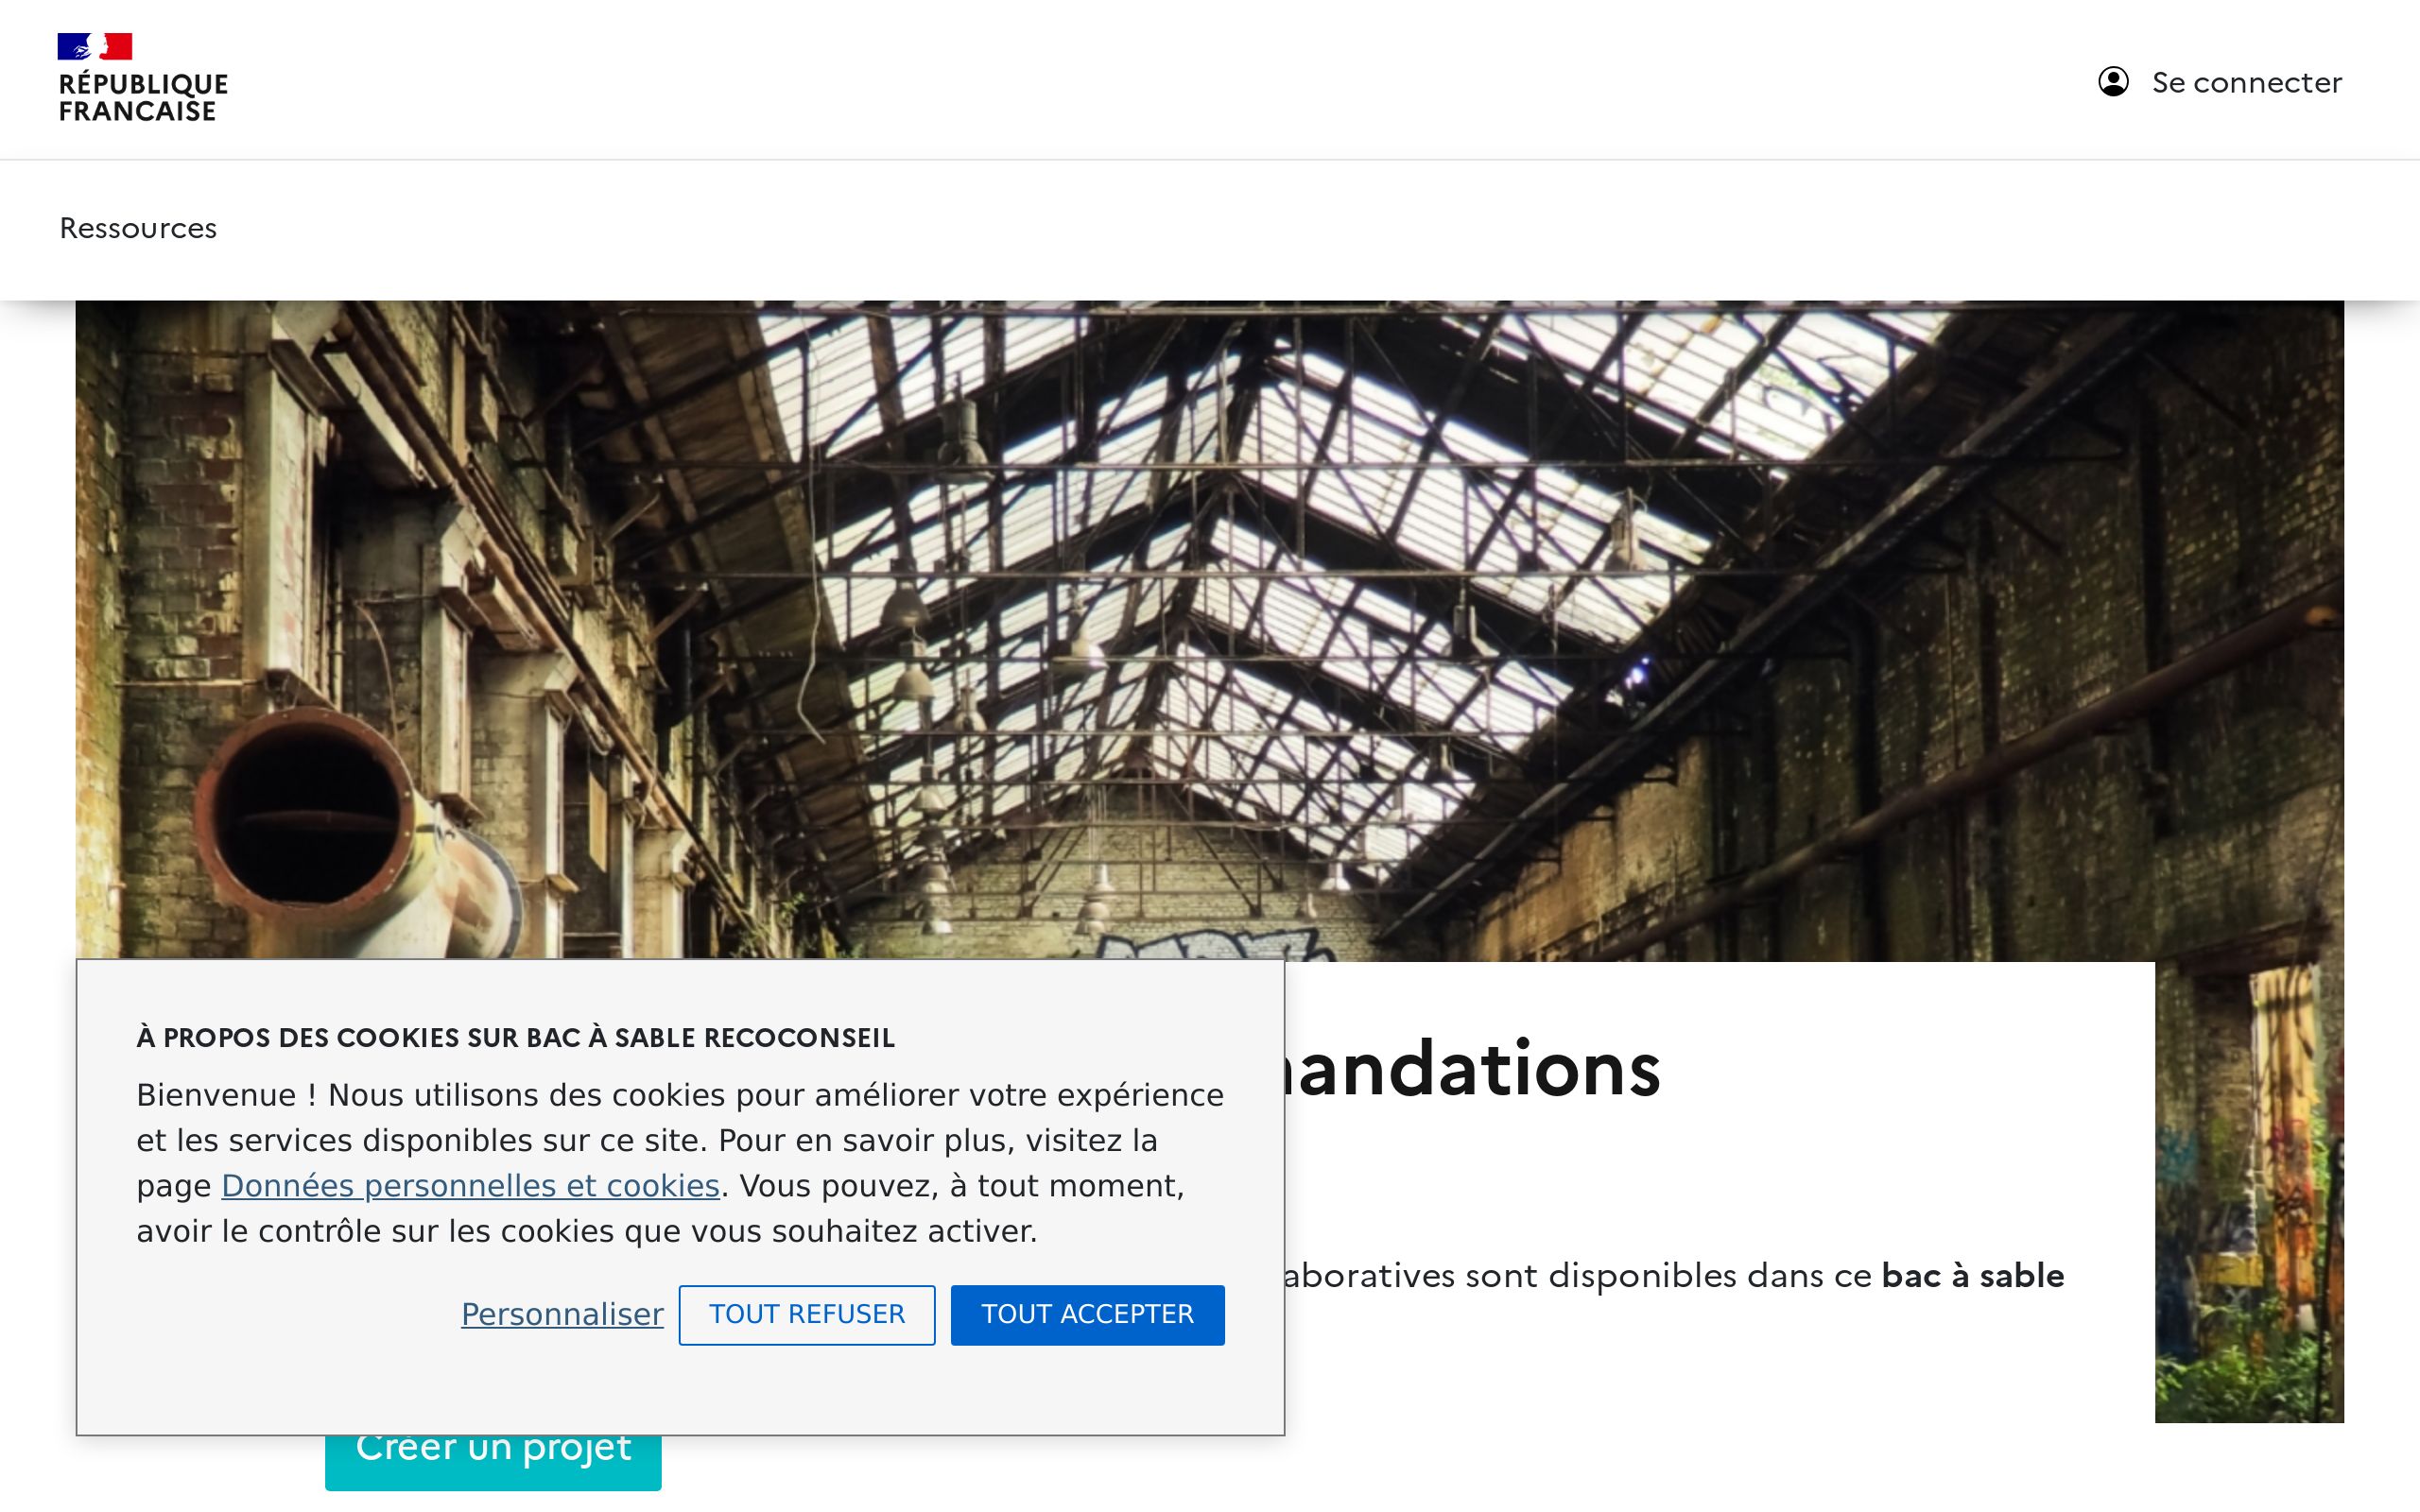 RÉPUBLIQUE
FRANCAISE
Se connecter
Ressources
À PROPOS DES COOKIES SUR BAC À SABLE RECOCONSEIL
Bienvenue ! Nous utilisons des cookies pour améliorer votre expérience
et les services disponibles sur ce site. Pour en savoir plus, visitez la
page Données personnelles et cookies. Vous pouvez, à tout moment,
avoir le contrôle sur les cookies que vous souhaitez activer.
Personnaliser TOUT REFUSER TOUT ACCEPTER
andations
aboratives sont disponibles dans ce bac à sable
Créer un projet